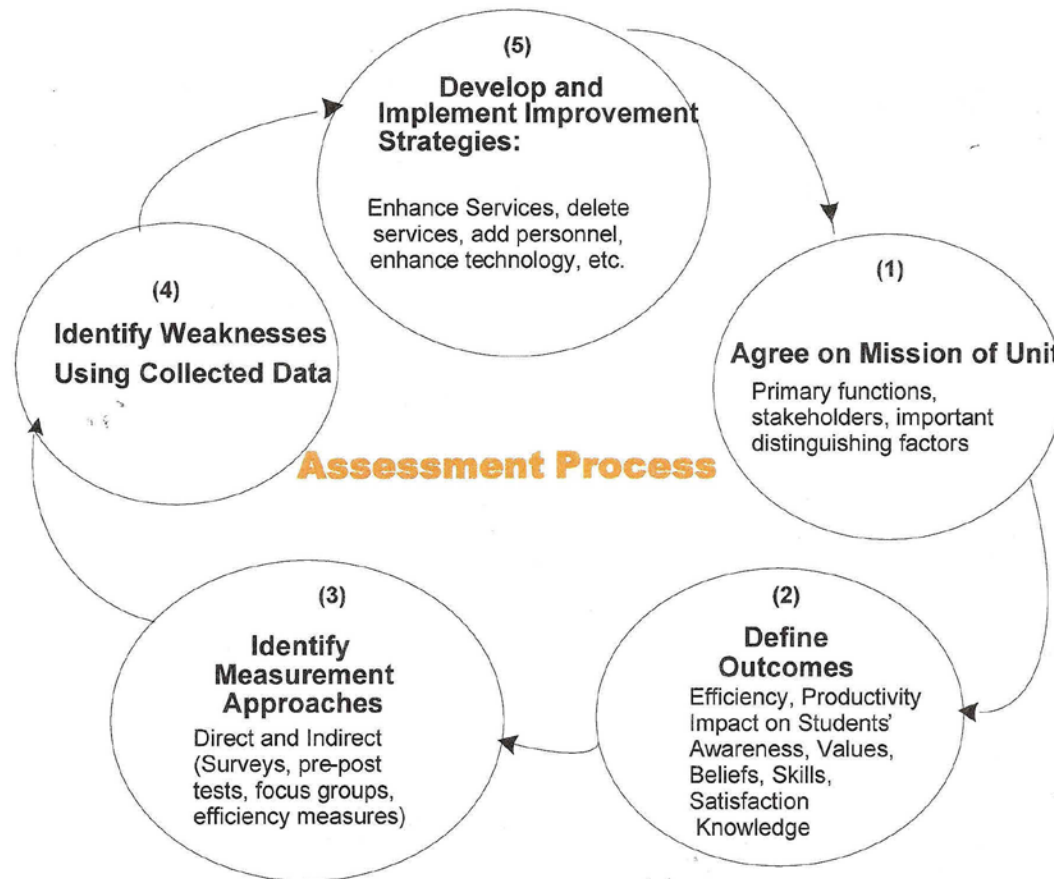 (5)
Develop and
Implement Improvement
Strategies:
Enhance Services, delete
services, add personnel,
enhance technology, etc.
(1)
Agree on Mission of Unit
Primary functions,
stakeholders, important
distinguishing factors
(2)
Define
Outcomes
Efficiency, Productivity
Impact on Students'
Awareness, Values,
Beliefs, Skills,
Satisfaction
Knowledge
(3)
Identify
Measurement
Approaches
Direct and Indirect
(Surveys, pre-post
tests, focus groups,
efficiency measures)
(4)
Identify Weaknesses
Using Collected Data
Assessment Process